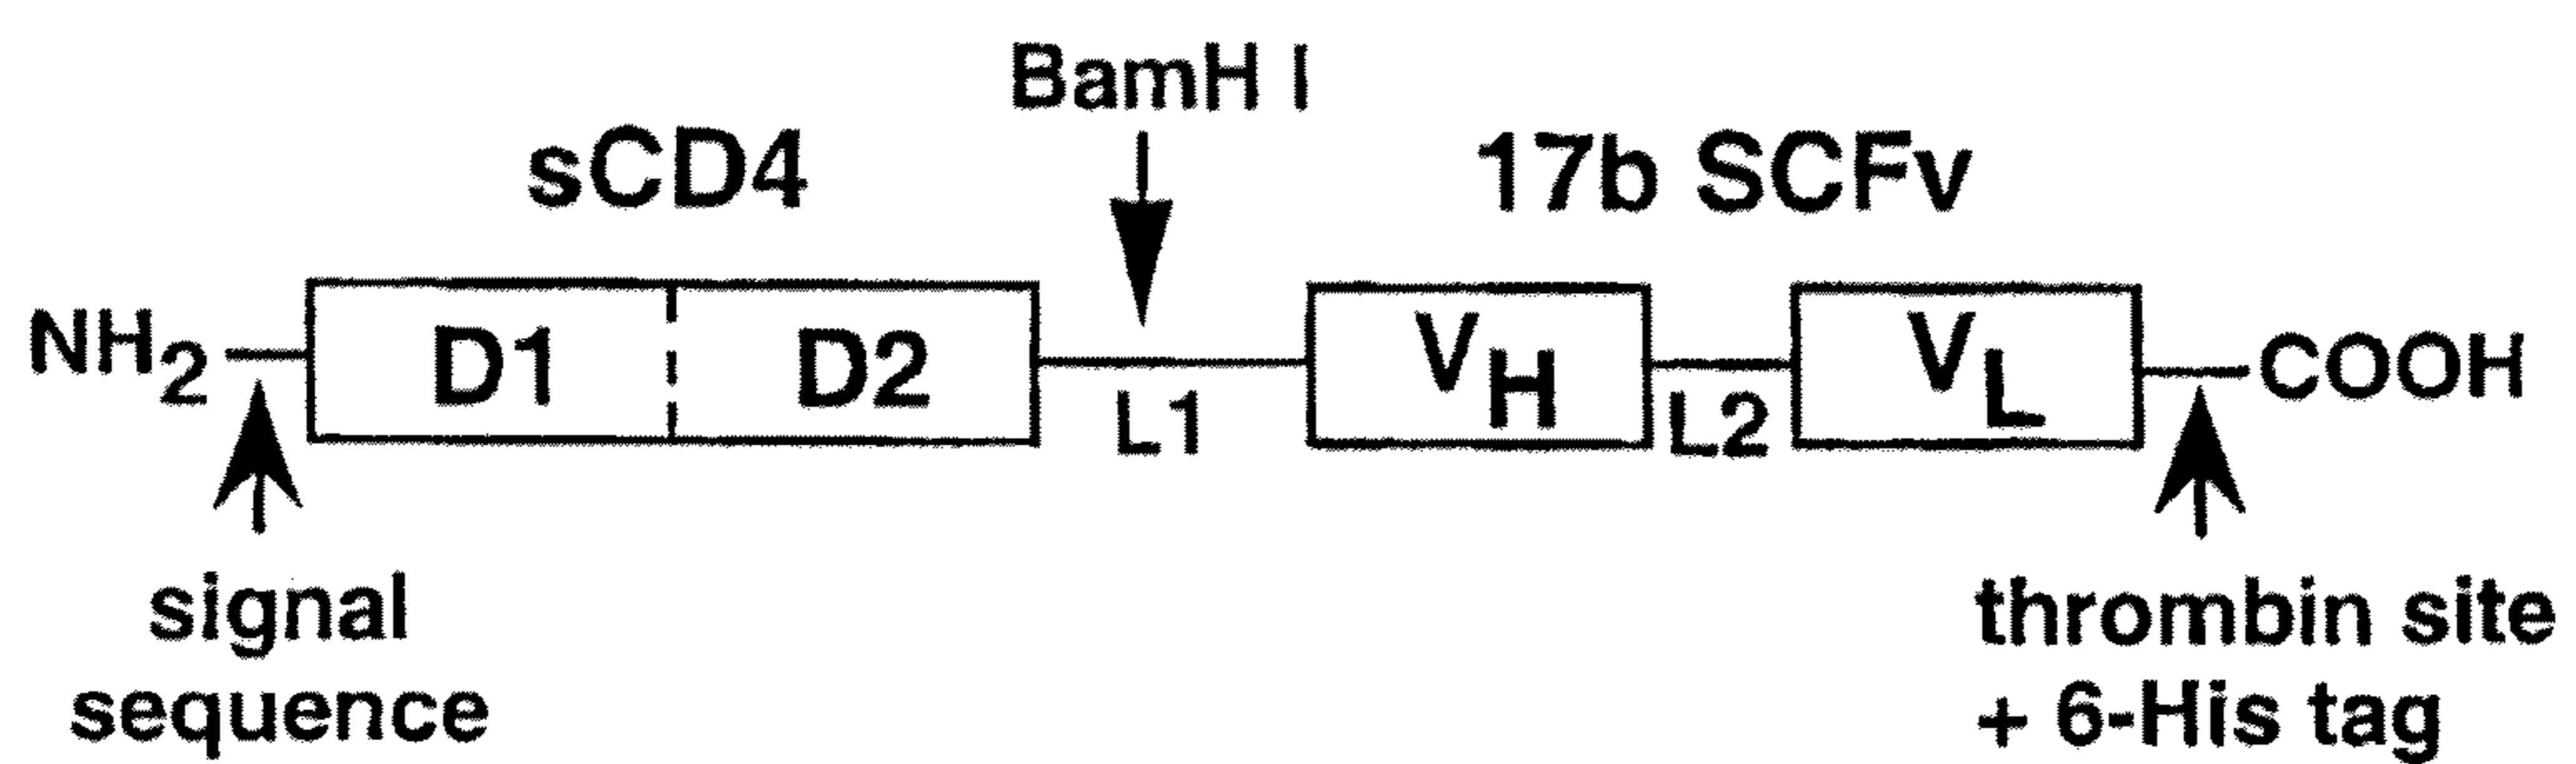 BamH I
sCD4
17b SCFv
NH2
D1
D2
VH
VL
COOH
L1
L2
signal
sequence
thrombin site
+ 6-His tag